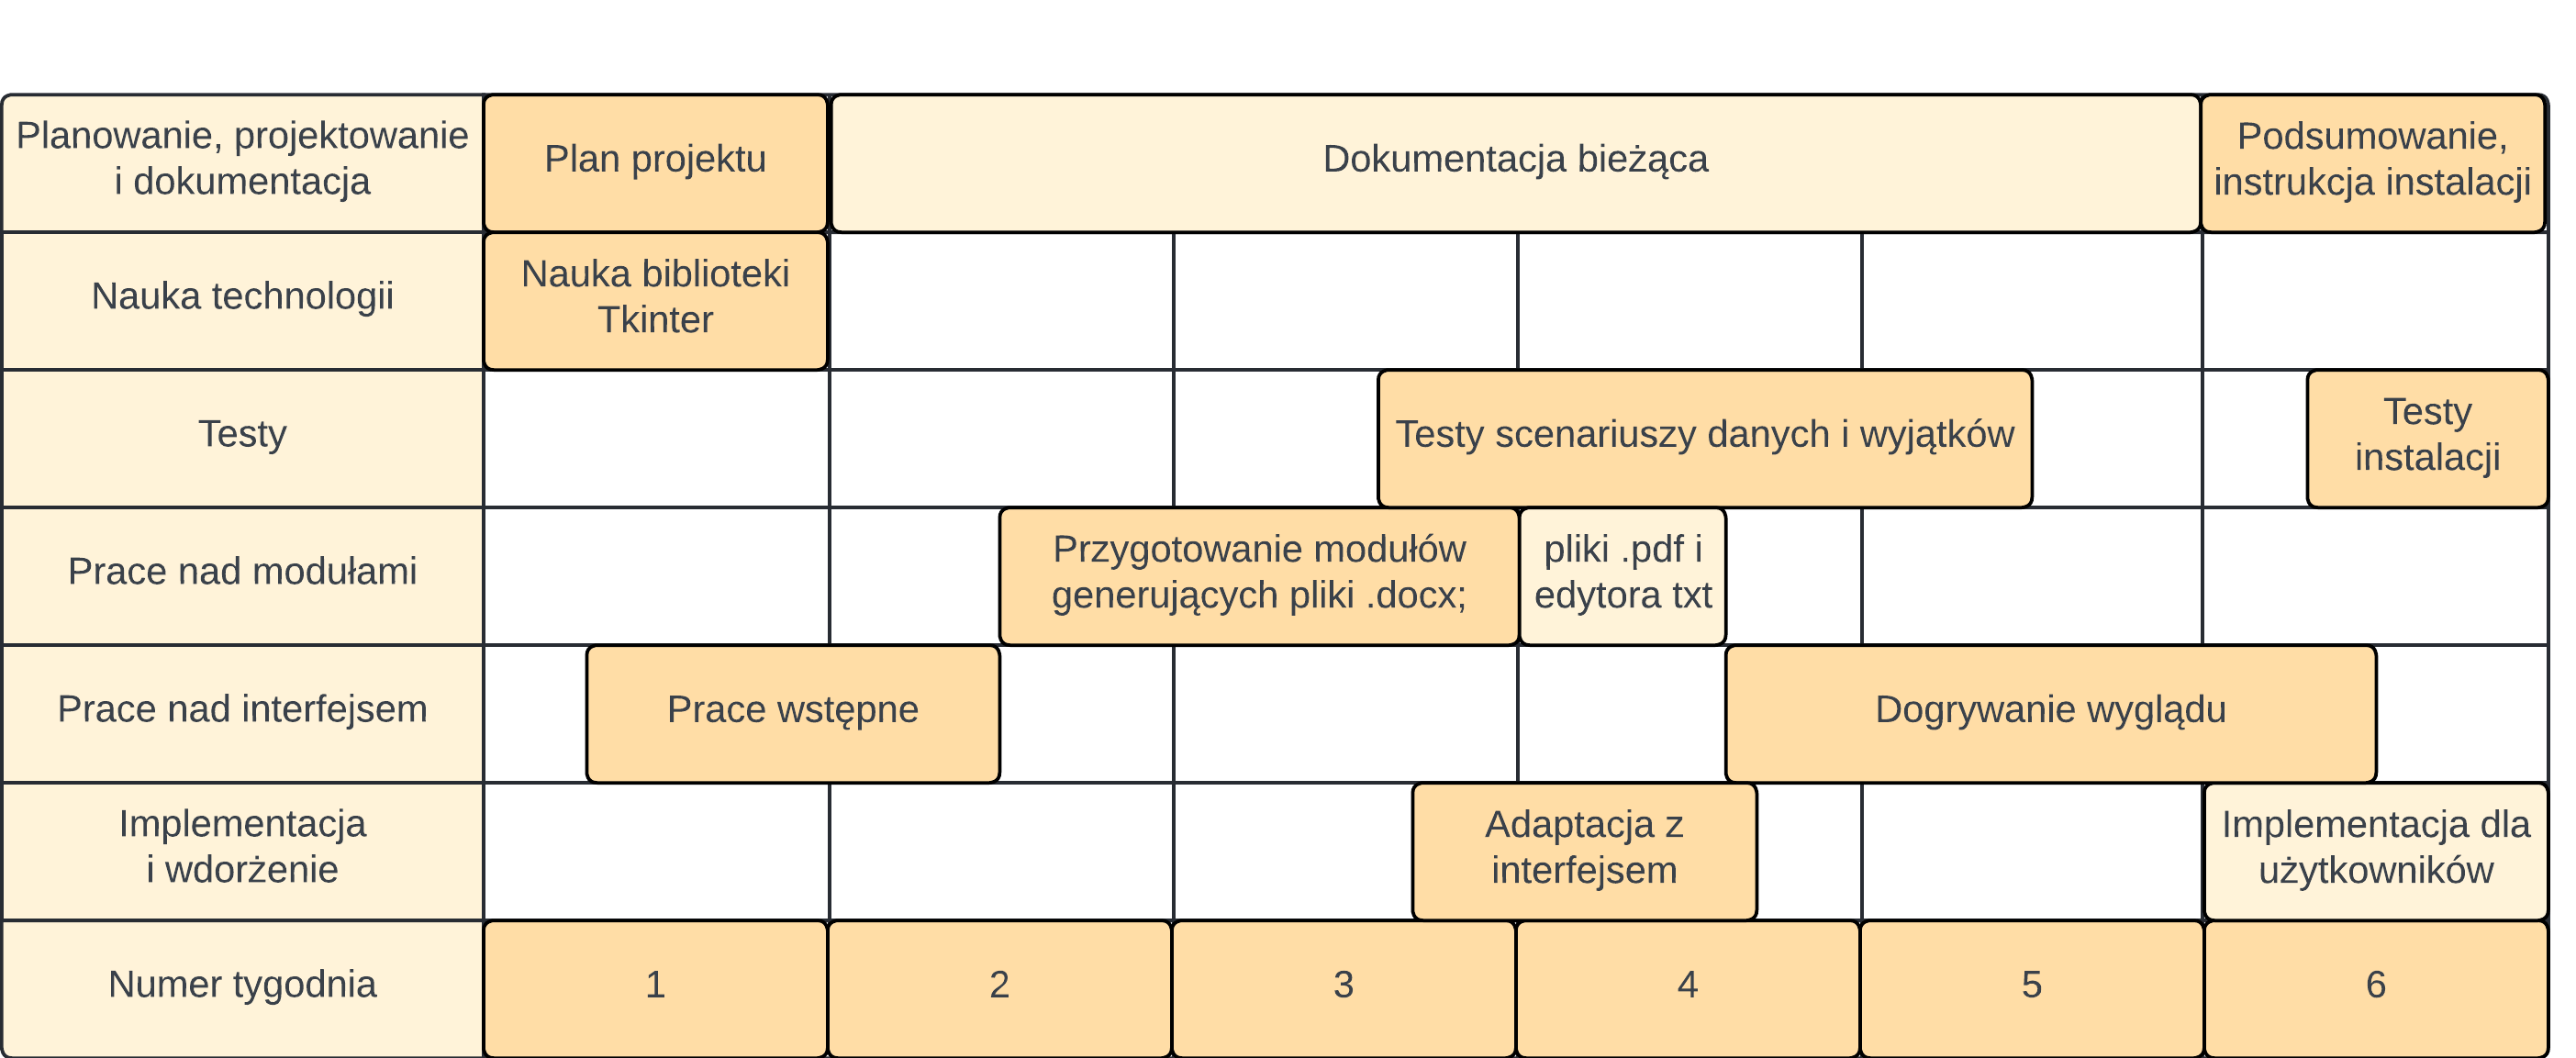 Planowanie, projektowanie
i dokumentacja
Plan projektu
Dokumentacja bieżąca
Podsumowanie,
instrukcja instalacji
Nauka technologii
Nauka biblioteki
Tkinter
Testy
Testy scenariuszy danych i wyjątków
Testy
instalacji
Prace nad modułami
Przygotowanie modułów
generujących pliki .docx;
pliki .pdf i
edytora txt
Prace nad interfejsem
Prace wstępne
Dogrywanie wyglądu
Implementacja
i wdorżenie
Adaptacja z
interfejsem
Implementacja dla
użytkowników
Numer tygodnia
1
2
3
4
5
6